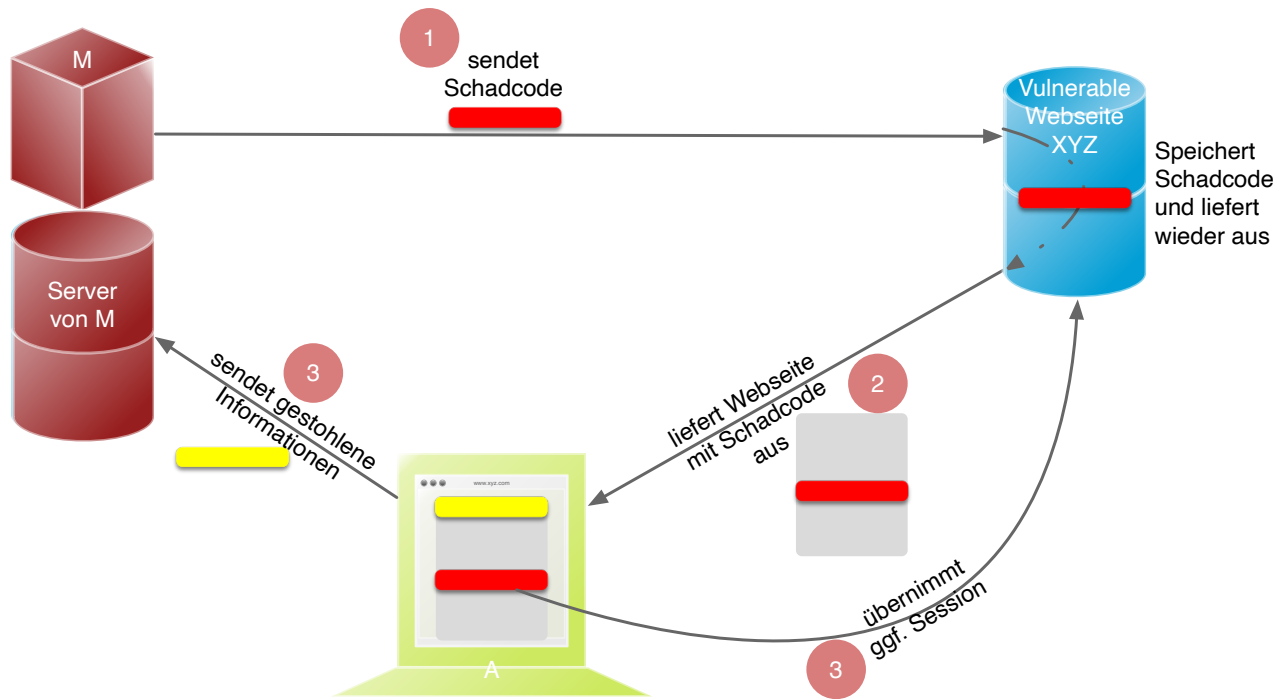 M
1
sendet
Schadcode
Vulnerable
Webseite
XYZ
Speichert
Schadcode
und liefert
wieder aus
Server
von M
3
sendet gestohlene
Informationen
2
liefert Webseite
mit Schadcode
aus
www.xyz.com
A
übernimmt
ggf. Session
3